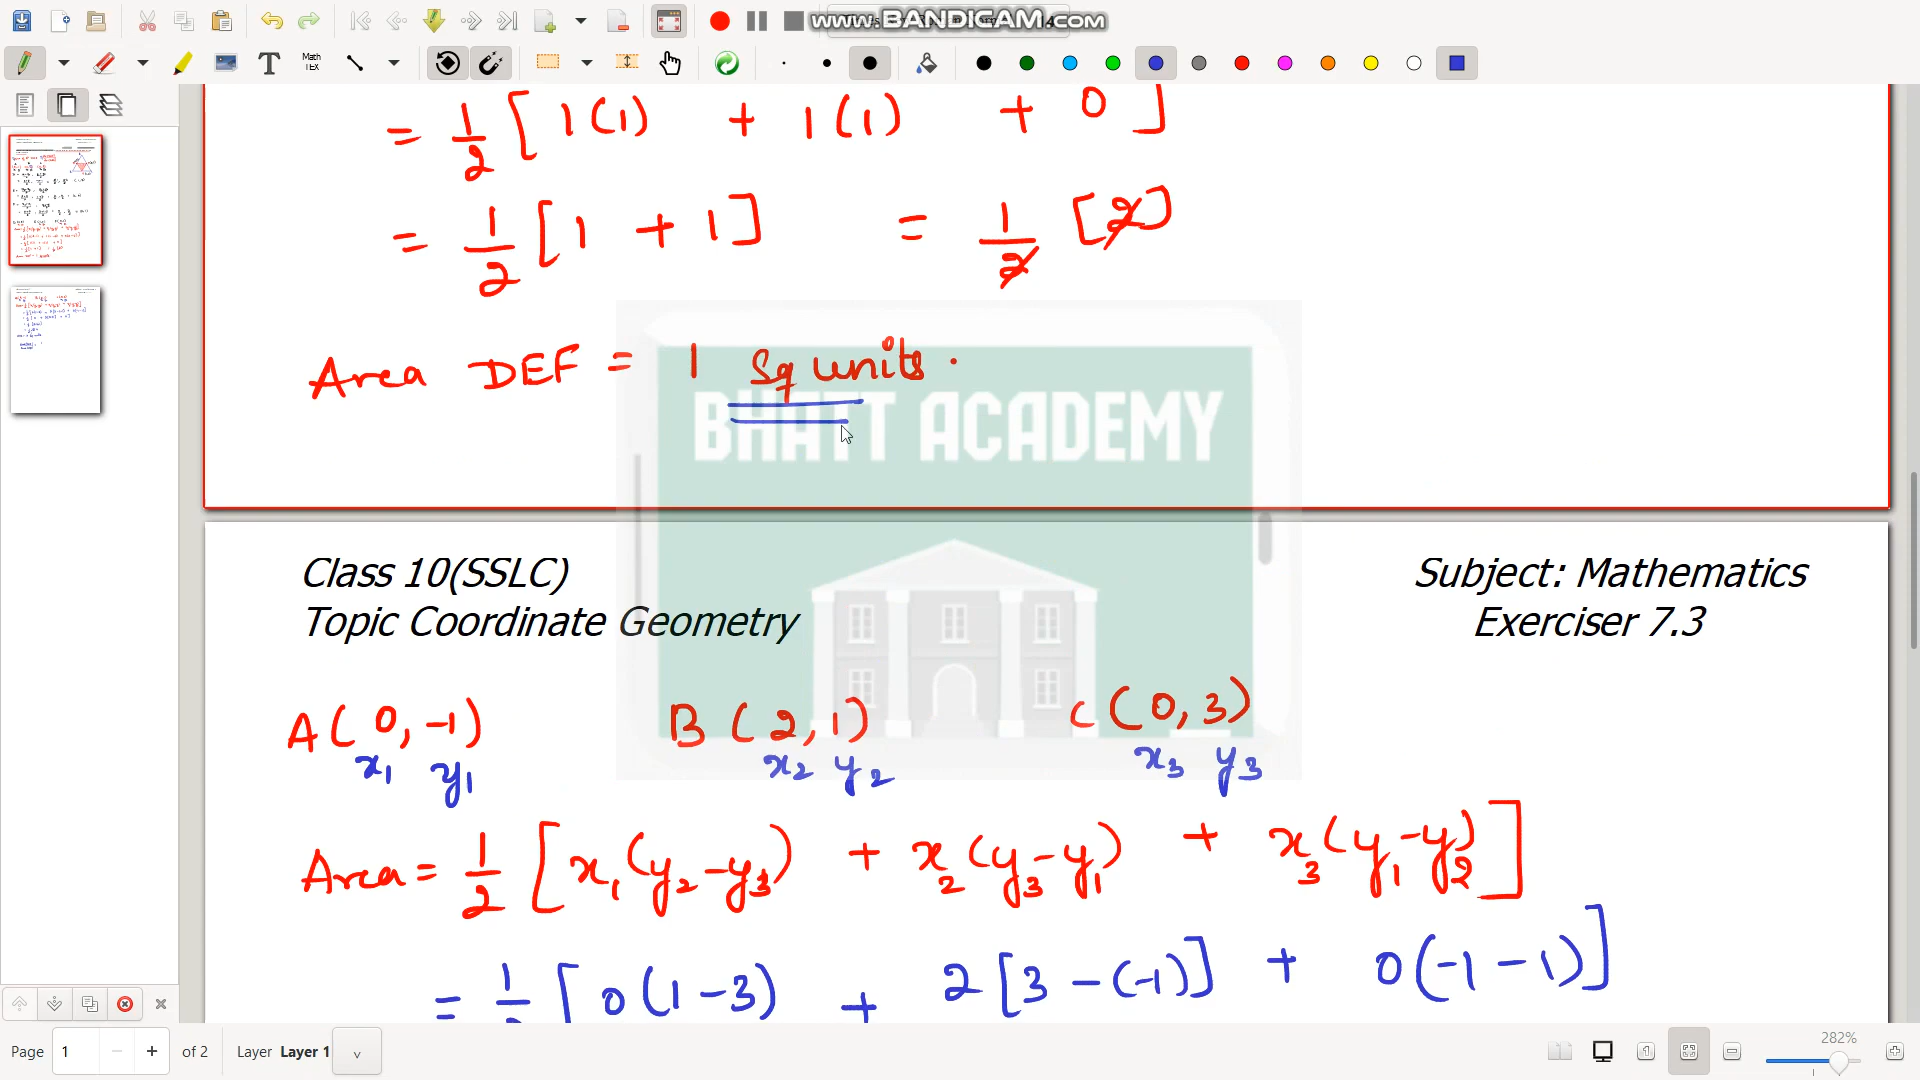 www.BANDICAM.com
Math
TEX
= 1/2 [ 1(1) + 1(1) + 0 ]
= 1/2 [1 + 1] = 1/2 [2]
Area DEF = 1 Sq units.
BHATT ACADEMY
Class 10(SSLC) Subject: Mathematics
Topic Coordinate Geometry Exerciser 7.3
A(0, -1) B(2, 1) C(0, 3)
x₁ y₁ x₂ y₂ x₃ y₃
Area = 1/2 [x₁(y₂-y₃) + x₂(y₃-y₁) + x₃(y₁-y₂)]
= 1/2 [0(1-3) + 2[3-(-1)] + 0(-1-1)]
Page 1 of 2 Layer Layer 1 282%